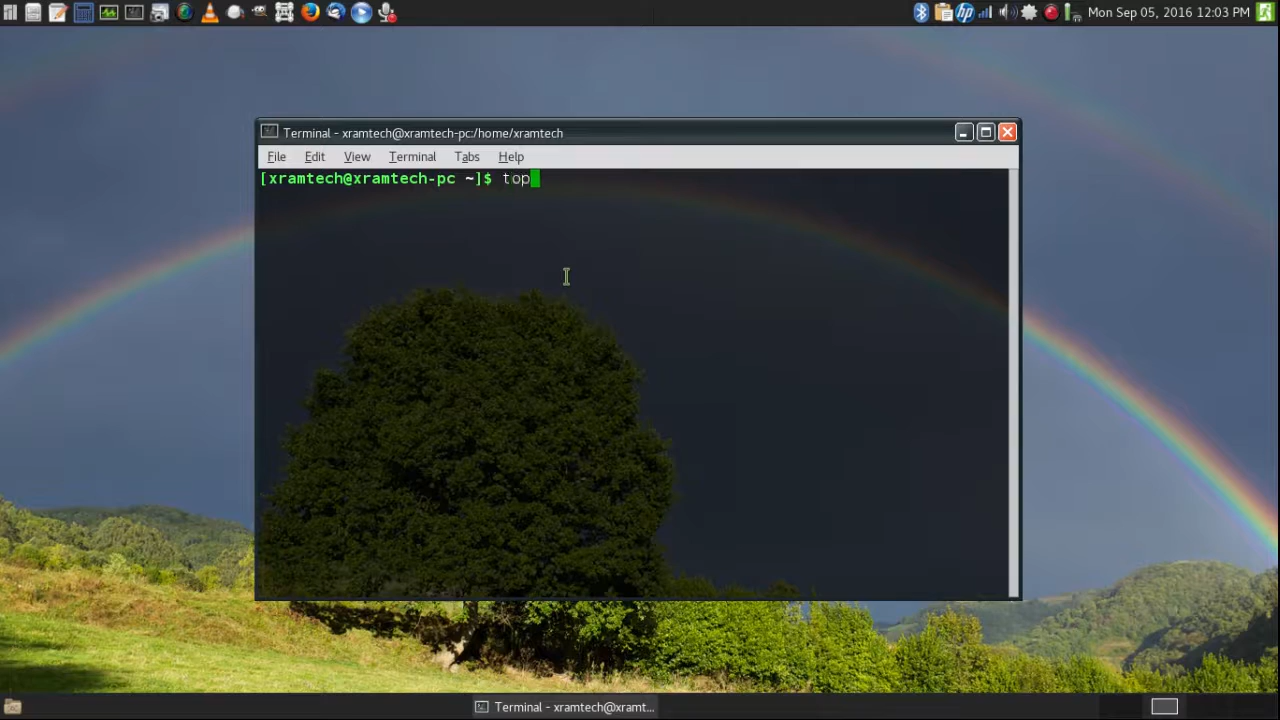 hp
Mon Sep 05, 2016 12:03 PM
Terminal - xramtech@xramtech-pc:/home/xramtech
File Edit View Terminal Tabs Help
[xramtech@xramtech-pc ~]$ top
Terminal - xramtech@xramt...